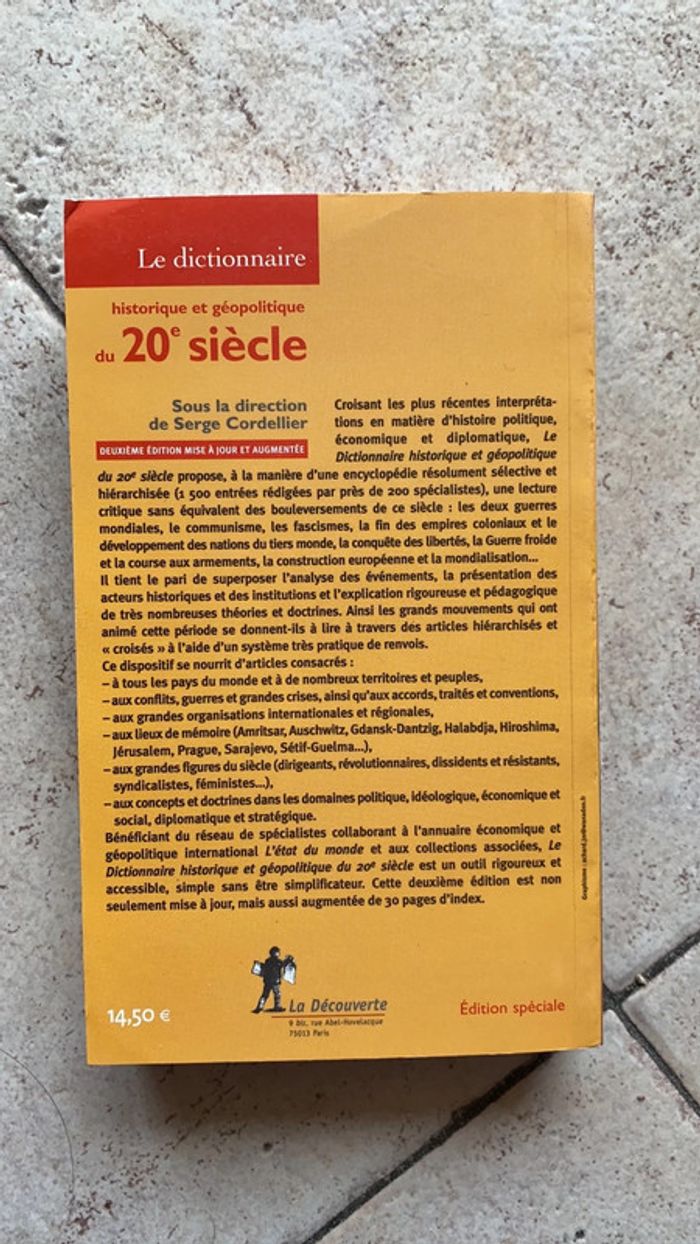 Le dictionnaire
historique et géopolitique
du 20e siècle
Sous la direction
de Serge Cordellier
DEUXIÈME ÉDITION MISE À JOUR ET AUGMENTÉE
Croisant les plus récentes interpréta-
tions en matière d'histoire politique,
économique et diplomatique, Le
Dictionnaire historique et géopolitique
du 20e siècle propose, à la manière d'une encyclopédie résolument sélective et
hiérarchisée (1 500 entrées rédigées par près de 200 spécialistes), une lecture
critique sans équivalent des bouleversements de ce siècle : les deux guerres
mondiales, le communisme, les fascismes, la fin des empires coloniaux et le
développement des nations du tiers monde, la conquête des libertés, la Guerre froide
et la course aux armements, la construction européenne et la mondialisation...
Il tient le pari de superposer l'analyse des événements, la présentation des
acteurs historiques et des institutions et l'explication rigoureuse et pédagogique
de très nombreuses théories et doctrines. Ainsi les grands mouvements qui ont
animé cette période se donnent-ils à lire à travers des articles hiérarchisés et
« croisés » à l'aide d'un système très pratique de renvois.
Ce dispositif se nourrit d'articles consacrés :
– à tous les pays du monde et à de nombreux territoires et peuples,
– aux conflits, guerres et grandes crises, ainsi qu'aux accords, traités et conventions,
– aux grandes organisations internationales et régionales,
– aux lieux de mémoire (Amritsar, Auschwitz, Gdansk-Dantzig, Halabdja, Hiroshima,
Jérusalem, Prague, Sarajevo, Sétif-Guelma...),
– aux grandes figures du siècle (dirigeants, révolutionnaires, dissidents et résistants,
syndicalistes, féministes...),
– aux concepts et doctrines dans les domaines politique, idéologique, économique et
social, diplomatique et stratégique.
Bénéficiant du réseau de spécialistes collaborant à l'annuaire économique et
géopolitique international L'état du monde et aux collections associées, Le
Dictionnaire historique et géopolitique du 20e siècle est un outil rigoureux et
accessible, simple sans être simplificateur. Cette deuxième édition est non
seulement mise à jour, mais aussi augmentée de 30 pages d'index.
Graphisme :
14,50 €
La Découverte
9 bis, rue Abel-Hovelacque
75013 Paris
Édition spéciale